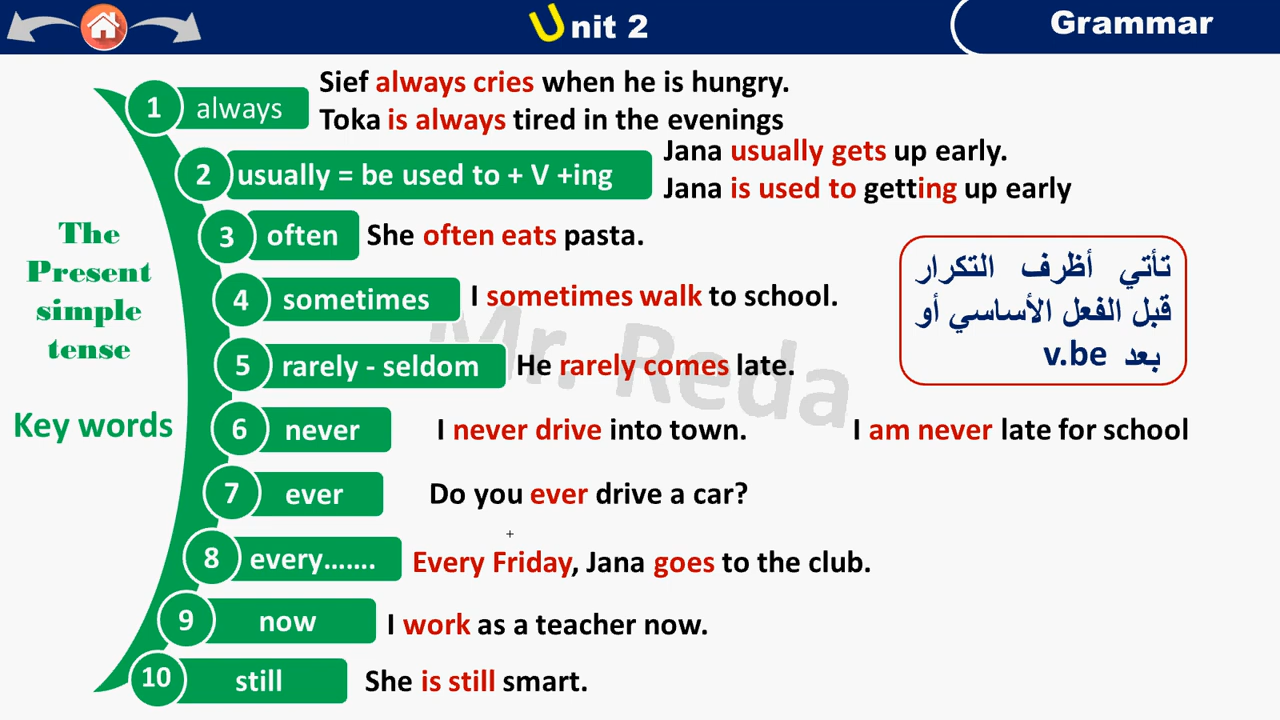 Unit 2
Grammar
1 always
Sief always cries when he is hungry.
Toka is always tired in the evenings
2 usually = be used to + V +ing
Jana usually gets up early.
Jana is used to getting up early
The
Present
simple
tense
Key words
3 often
She often eats pasta.
4 sometimes
I sometimes walk to school.
تأتي أظرف التكرار
قبل الفعل الأساسي أو
بعد v.be
Mr. Reda
5 rarely - seldom
He rarely comes late.
6 never
I never drive into town.
I am never late for school
7 ever
Do you ever drive a car?
8 every.......
Every Friday, Jana goes to the club.
9 now
I work as a teacher now.
10 still
She is still smart.